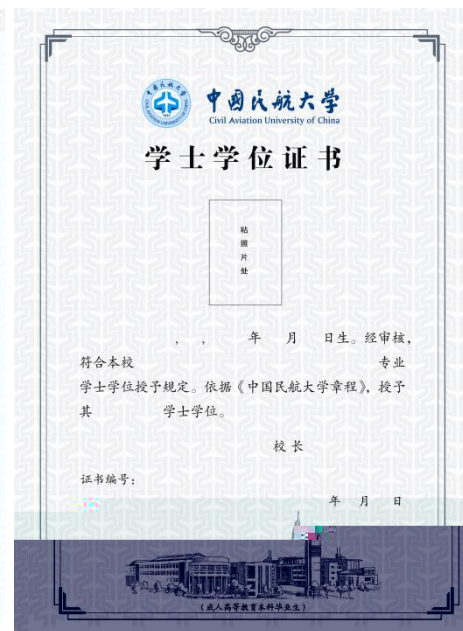 中国民航大学
Civil Aviation University of China
学士学位证书
粘
照
片
处
, , 年 月 日生。经审核,
符合本校 专业
学士学位授予规定。依据《中国民航大学章程》,授予
其 学士学位。
校 长
证书编号:
年 月 日
(成人高等教育本科毕业生)